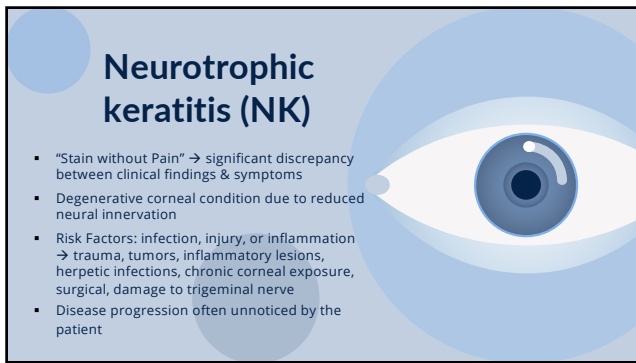 Neurotrophic
keratitis (NK)
▪ “Stain without Pain” → significant discrepancy
between clinical findings & symptoms
▪ Degenerative corneal condition due to reduced
neural innervation
▪ Risk Factors: infection, injury, or inflammation
→ trauma, tumors, inflammatory lesions,
herpetic infections, chronic corneal exposure,
surgical, damage to trigeminal nerve
▪ Disease progression often unnoticed by the
patient